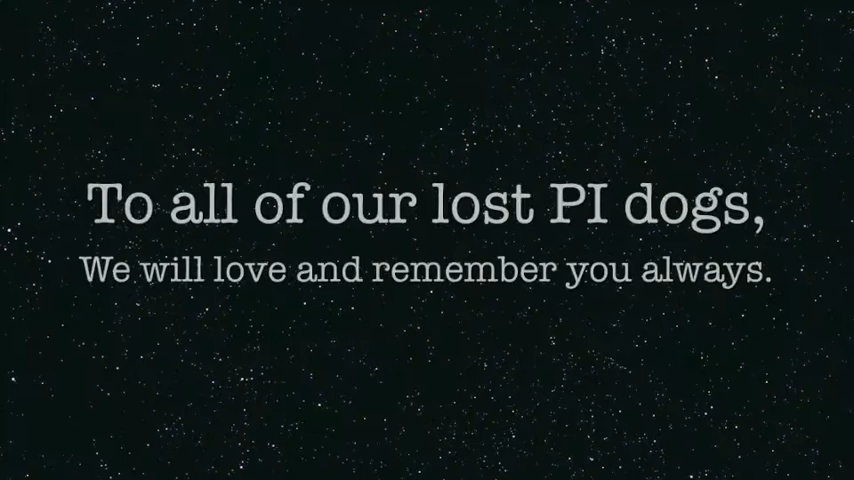 To all of our lost PI dogs,
We will love and remember you always.